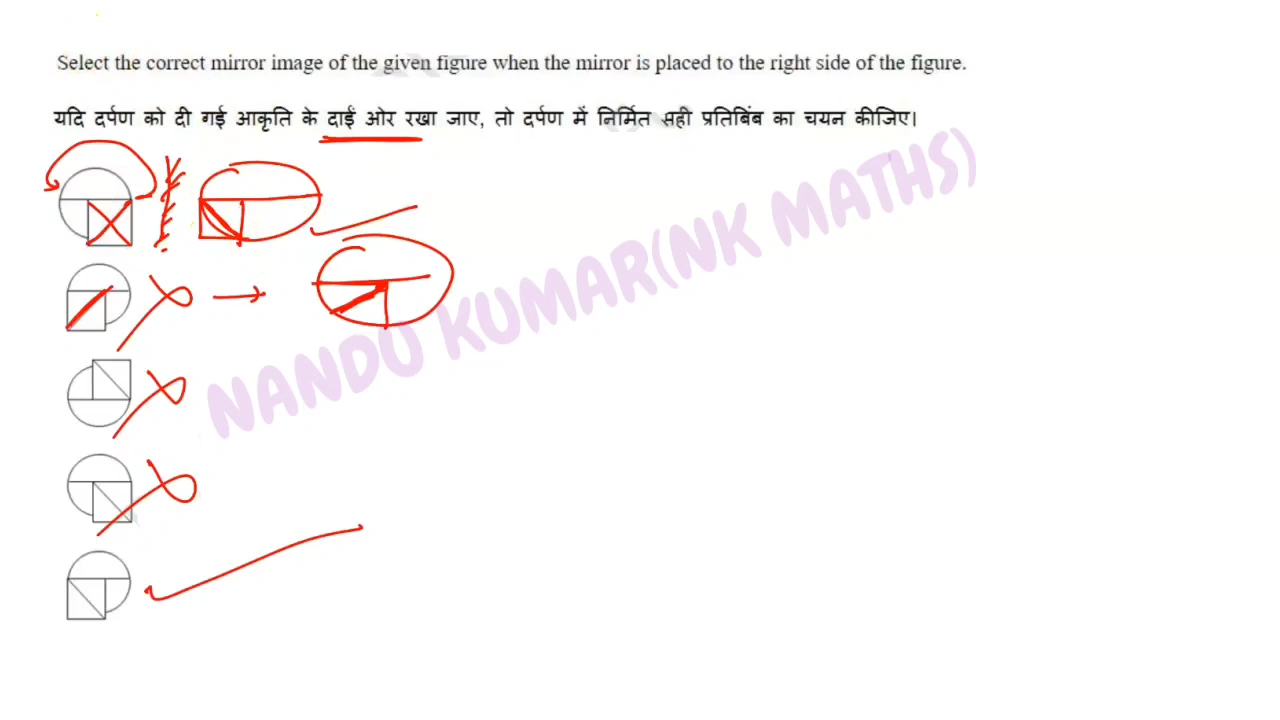 Select the correct mirror image of the given figure when the mirror is placed to the right side of the figure.
यदि दर्पण को दी गई आकृति के दाईं ओर रखा जाए, तो दर्पण में निर्मित सही प्रतिबिंब का चयन कीजिए।
NANDU KUMAR(NK MATHS)